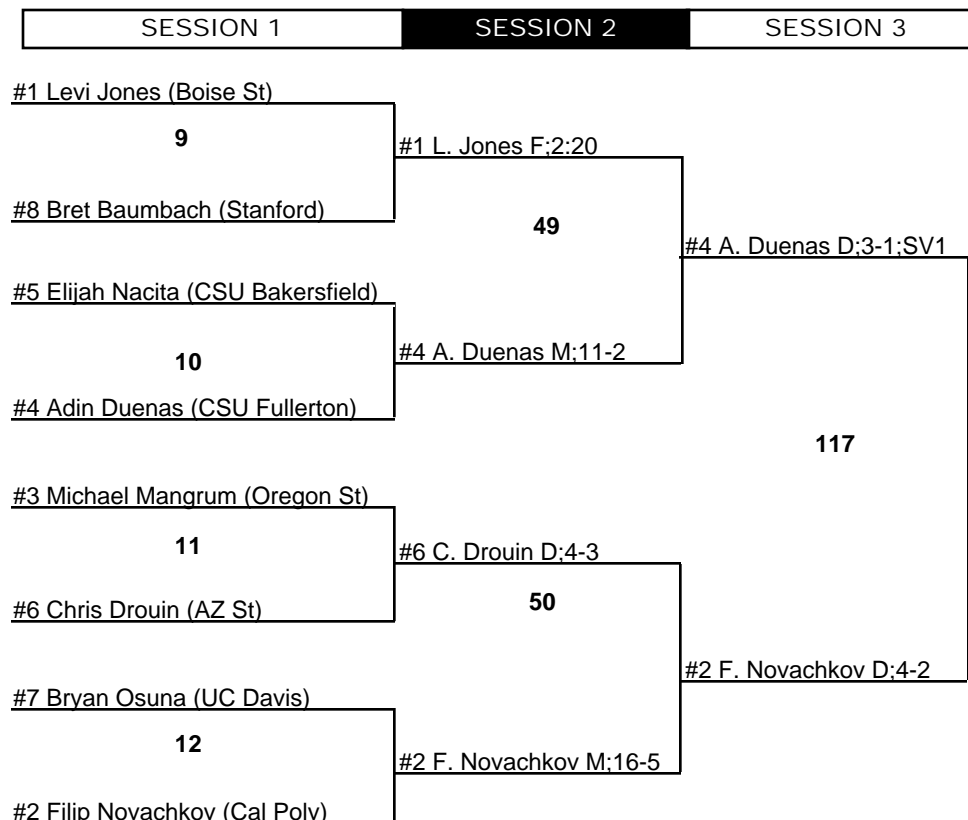 SESSION 1 SESSION 2 SESSION 3
#1 Levi Jones (Boise St)
9
#1 L. Jones F;2:20
#8 Bret Baumbach (Stanford)
49
#4 A. Duenas D;3-1;SV1
#5 Elijah Nacita (CSU Bakersfield)
10
#4 A. Duenas M;11-2
#4 Adin Duenas (CSU Fullerton)
117
#3 Michael Mangrum (Oregon St)
11
#6 C. Drouin D;4-3
50
#6 Chris Drouin (AZ St)
#2 F. Novachkov D;4-2
#7 Bryan Osuna (UC Davis)
12
#2 F. Novachkov M;16-5
#2 Filip Novachkov (Cal Poly)